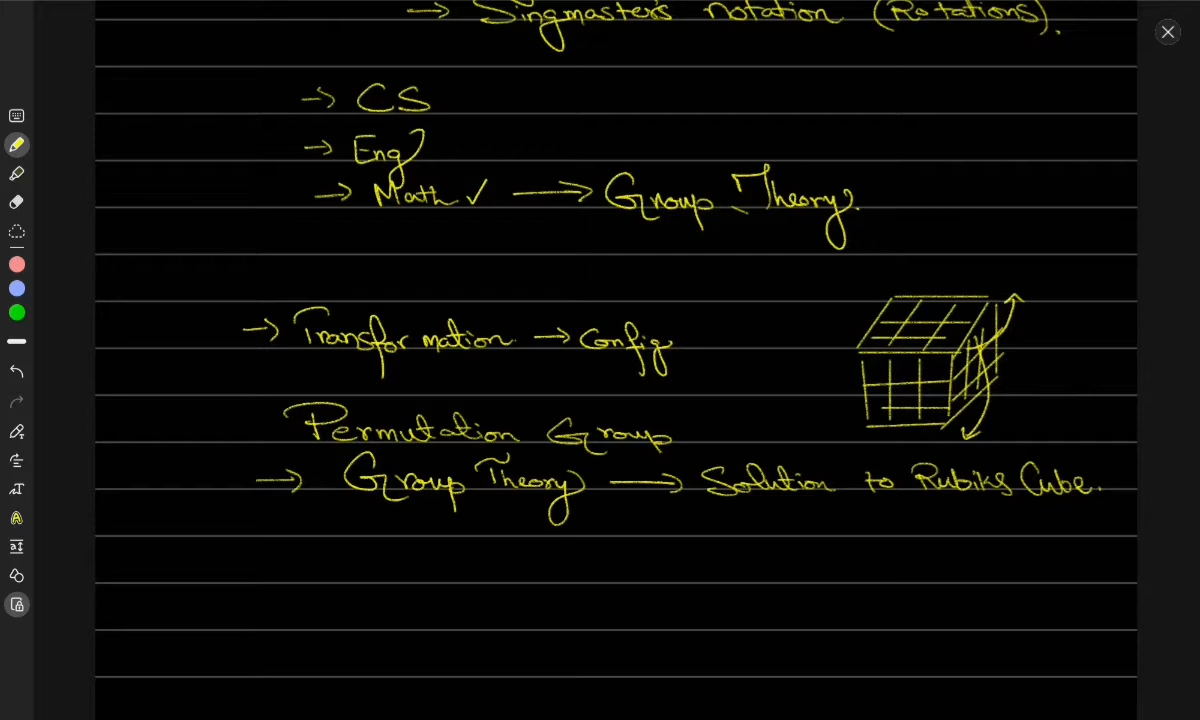 → Singmaster's notation (Rotations).
→ CS
→ Eng
→ Math ✓ → Group Theory.
→ Transformation → Config
Permutation Group
→ Group Theory → Solution to Rubiks Cube.